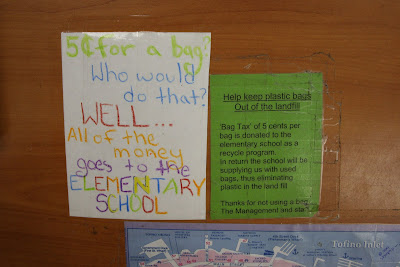 5¢ for a bag?
Who would
do that?
WELL...
All of the
money
goes to the
ELEMENTARY
SCHOOL
Help keep plastic bags
Out of the landfill
'Bag Tax' of 5 cents per
bag is donated to the
elementary school as a
recycle program.
in return the school will be
supplying us with used
bags, thus eliminating
plastic in the land fill
Thanks for not using a bag
The Management and staff
Tofino Inlet